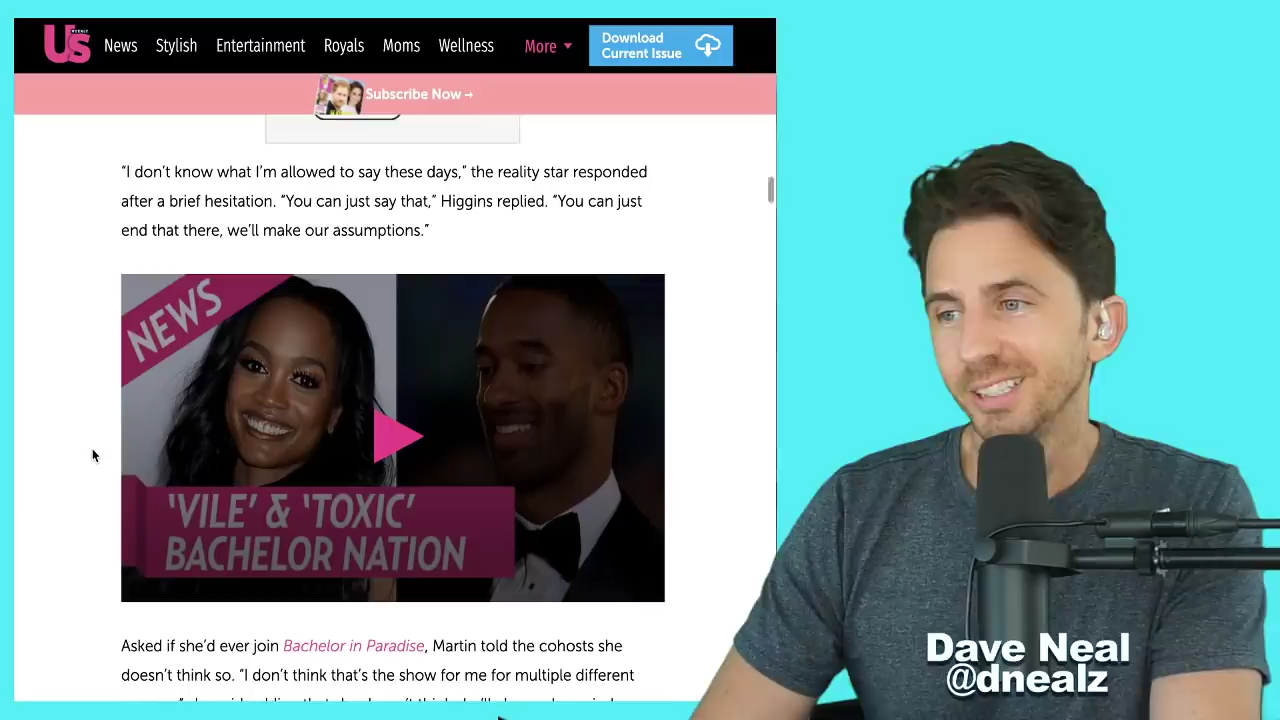 Us
WEEKLY
News Stylish Entertainment Royals Moms Wellness More
Download
Current Issue
Subscribe Now →
“I don’t know what I’m allowed to say these days,” the reality star responded
after a brief hesitation. “You can just say that,” Higgins replied. “You can just
end that there, we’ll make our assumptions.”
NEWS
‘VILE’ & ‘TOXIC’
BACHELOR NATION
Asked if she’d ever join Bachelor in Paradise, Martin told the cohosts she
doesn’t think so. “I don’t think that’s the show for me for multiple different
Dave Neal
@dnealz